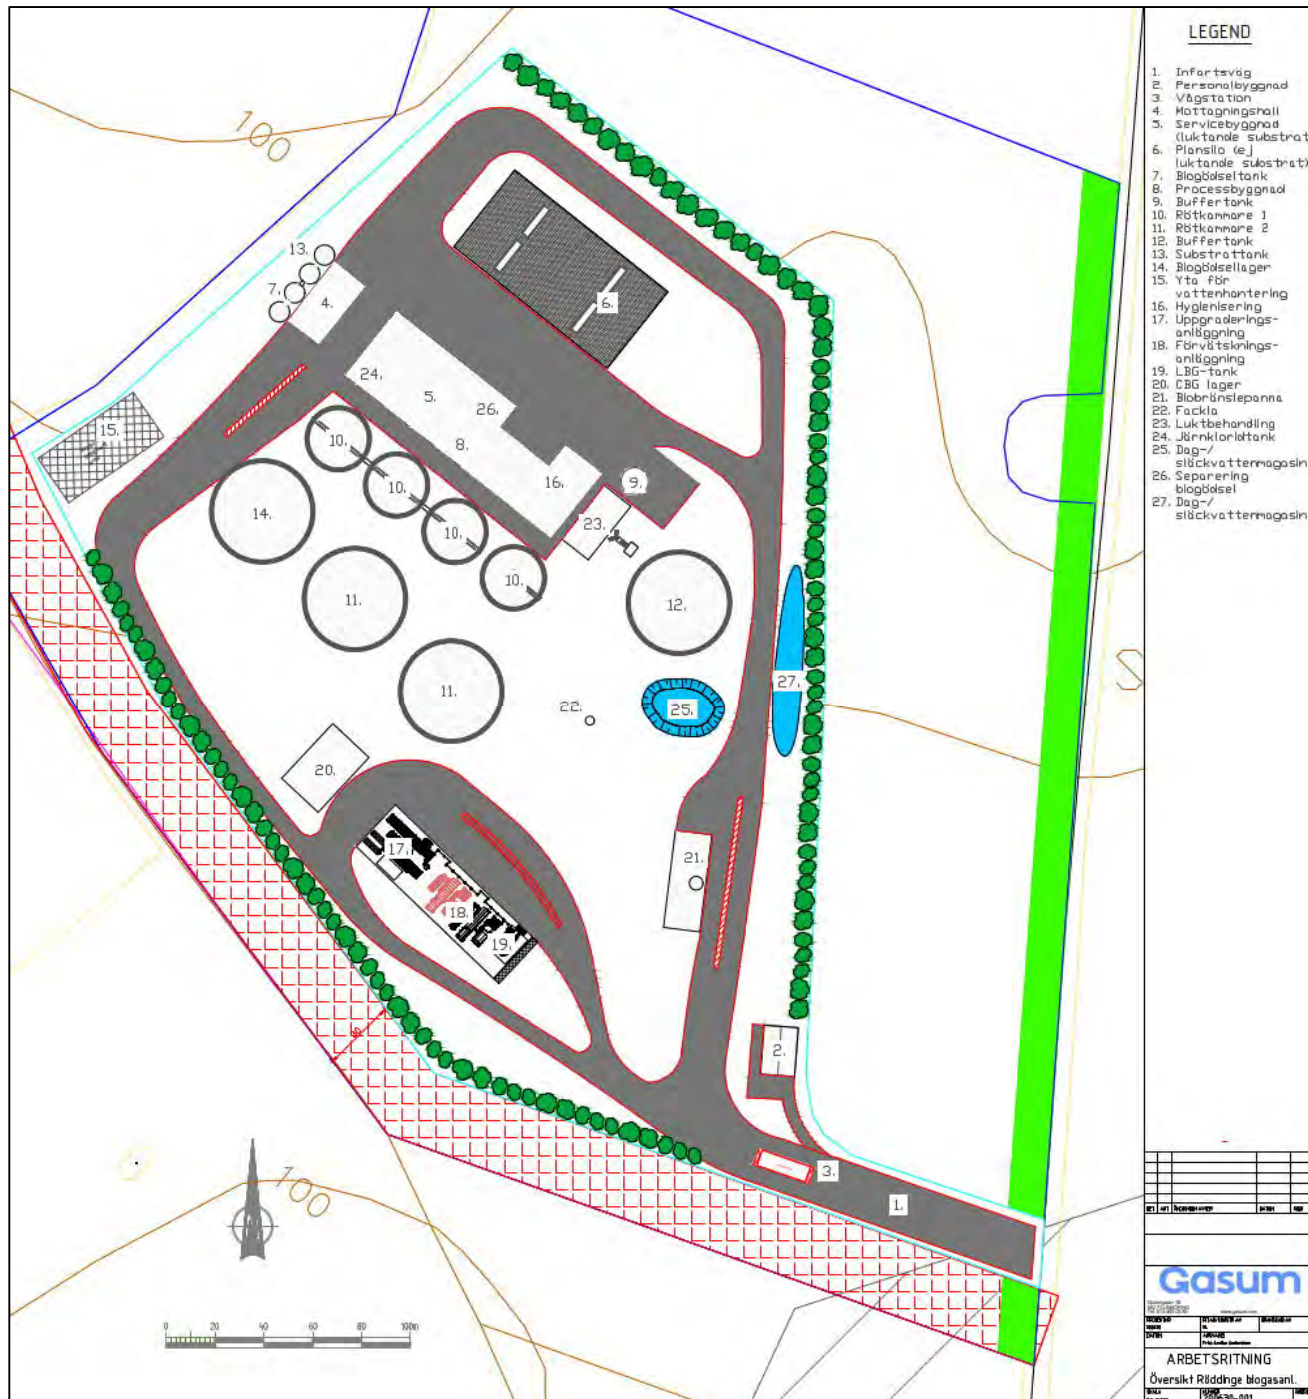 LEGEND
1. Infartsväg
2. Personalbyggnad
3. Vågstation
4. Mottagningshall
5. Servicebyggnad
(luktande substrat
6. Plansilo (ej
luktande substrat)
7. Biogödseltank
8. Processbyggnad
9. Buffertank
10. Rötkammare 1
11. Rötkammare 2
12. Buffertank
13. Substrattank
14. Biogödsellager
15. Yta för
vattenhantering
16. Hygienisering
17. Uppgraderings-
anläggning
18. Förvätsknings-
anläggning
19. LBG-tank
20. CBG lager
21. Biobränslepanna
22. Fackla
23. Luktbehandling
24. Järnkloridtank
25. Dag-/
släckvattenmagasin
26. Separering
biogödsel
27. Dag-/
släckvattenmagasin
100
13.
7.
4.
6.
24.
5.
26.
15.
10.
8.
10.
16.
9.
14.
10.
23.
10.
11.
12.
11.
27.
25.
22.
20.
17.
21.
18.
19.
2.
3.
1.
100
0 20 40 60 80 100m
Gasum
ARBETSRITNING
Översikt Röddinge biogasanl.